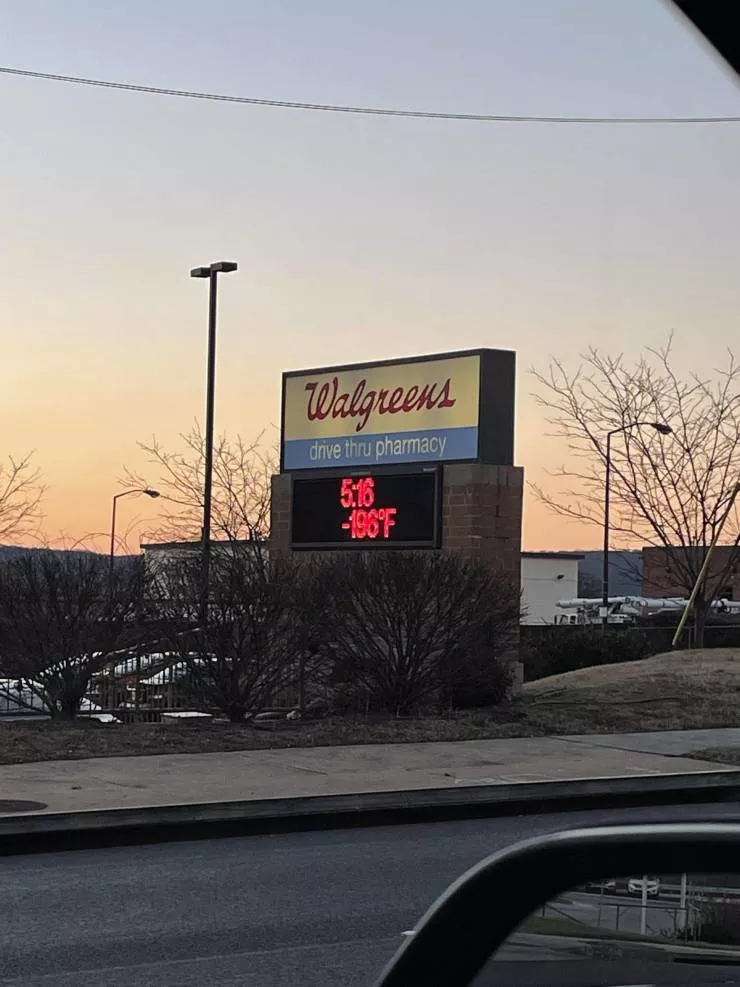 Walgreens
drive thru pharmacy
5:16
-196°F